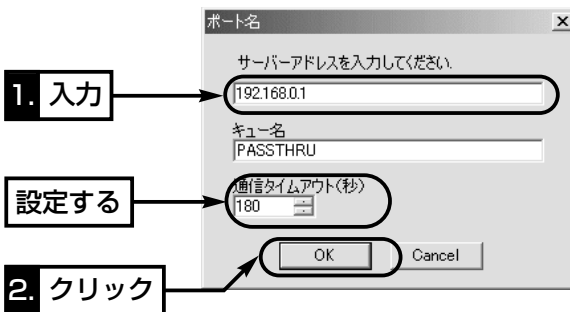 ポート名
サーバーアドレスを入力してください.
1. 入力
192.168.0.1
キュー名
PASSTHRU
設定する
通信タイムアウト(秒)
180
OK
Cancel
2. クリック